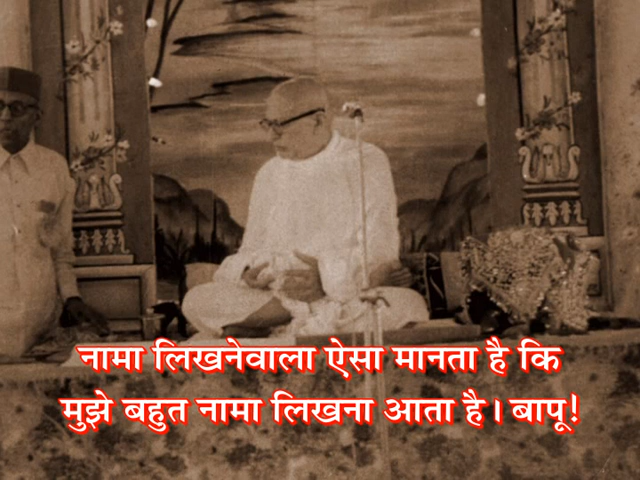 नामा लिखनेवाला ऐसा मानता है कि
मुझे बहुत नामा लिखना आता है। बापू!